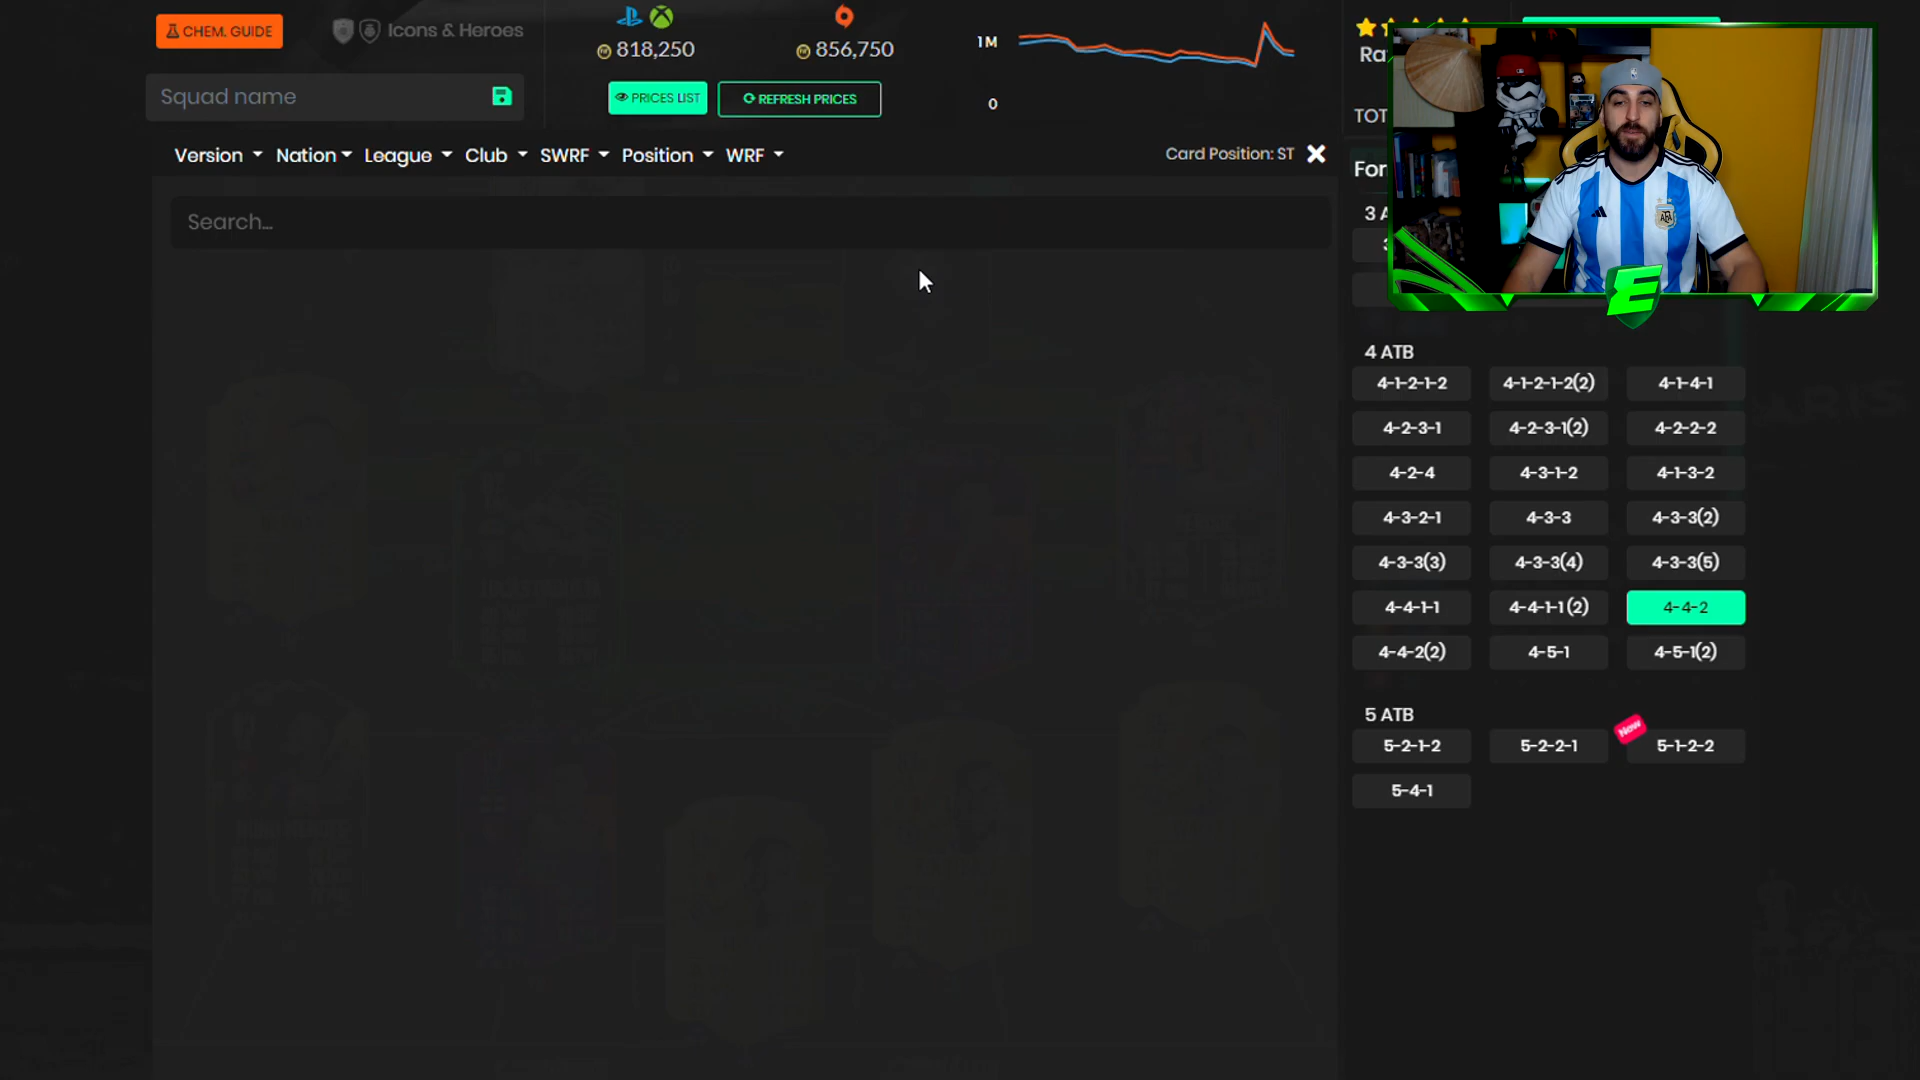 CHEM. GUIDE
Icons & Heroes
818,250
856,750
1M
0
Ra
Squad name
PRICES LIST
REFRESH PRICES
TOT
Version
Nation
League
Club
SWRF
Position
WRF
Card Position: ST
For
Search...
3 A
4 ATB
4-1-2-1-2
4-1-2-1-2(2)
4-1-4-1
4-2-3-1
4-2-3-1(2)
4-2-2-2
4-2-4
4-3-1-2
4-1-3-2
4-3-2-1
4-3-3
4-3-3(2)
4-3-3(3)
4-3-3(4)
4-3-3(5)
4-4-1-1
4-4-1-1 (2)
4-4-2
4-4-2(2)
4-5-1
4-5-1(2)
5 ATB
New
5-2-1-2
5-2-2-1
5-1-2-2
5-4-1